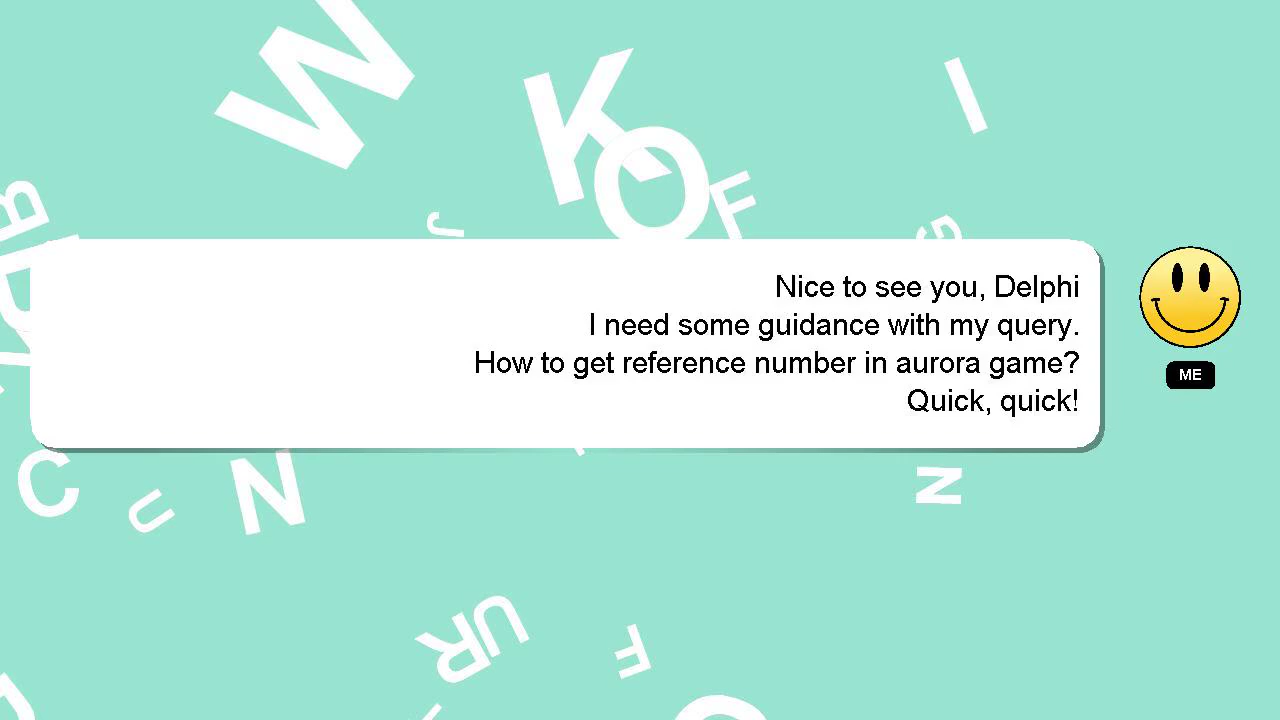 W
K
O
F
I
B
J
G
Nice to see you, Delphi
I need some guidance with my query.
How to get reference number in aurora game?
Quick, quick!
ME
C
U
N
N
UR
F